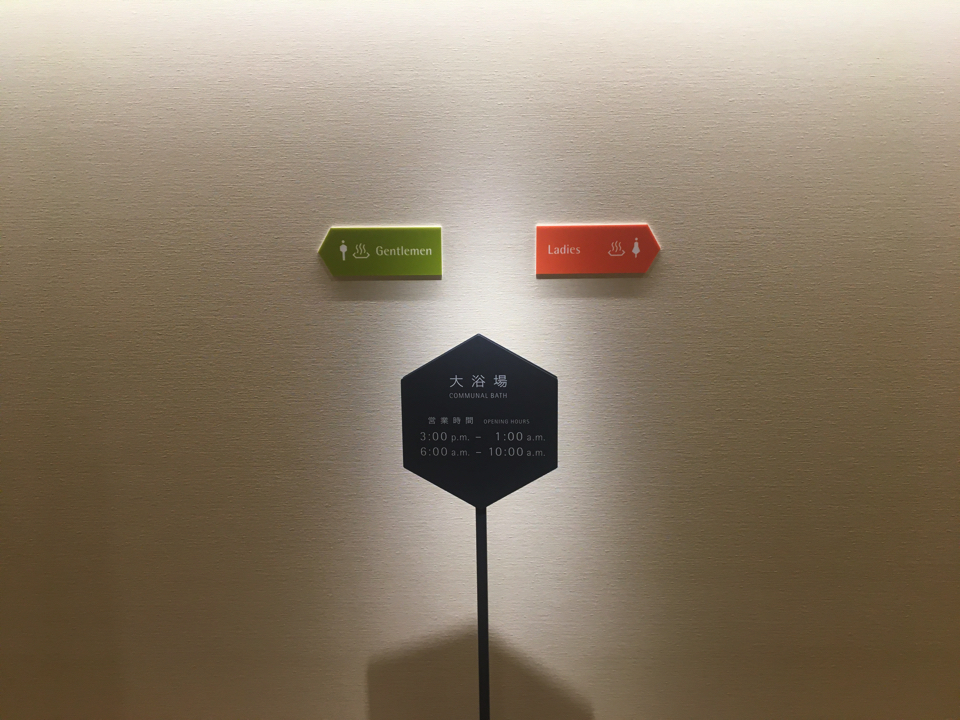 Gentlemen
Ladies
大浴場
COMMUNAL BATH
営業時間 OPENING HOURS
3:00 p.m. – 1:00 a.m.
6:00 a.m. – 10:00 a.m.